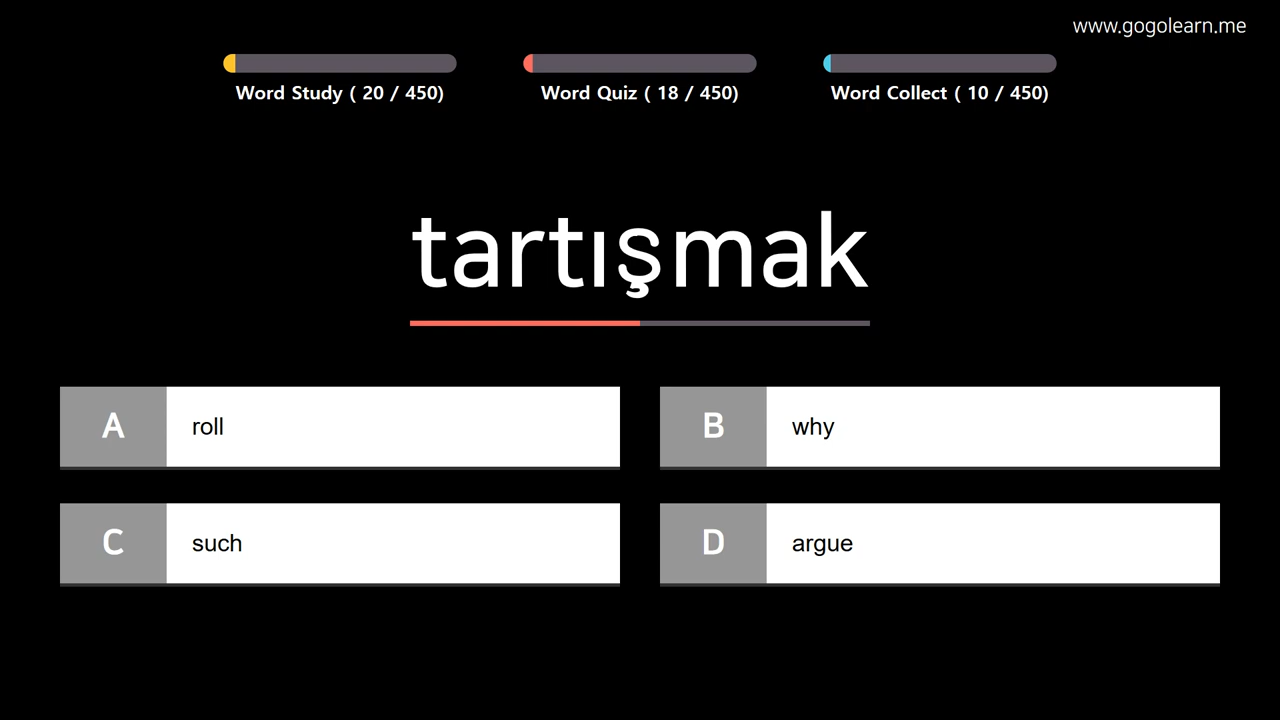 www.gogolearn.me
Word Study ( 20 / 450)
Word Quiz ( 18 / 450)
Word Collect ( 10 / 450)
tartışmak
A roll
B why
C such
D argue